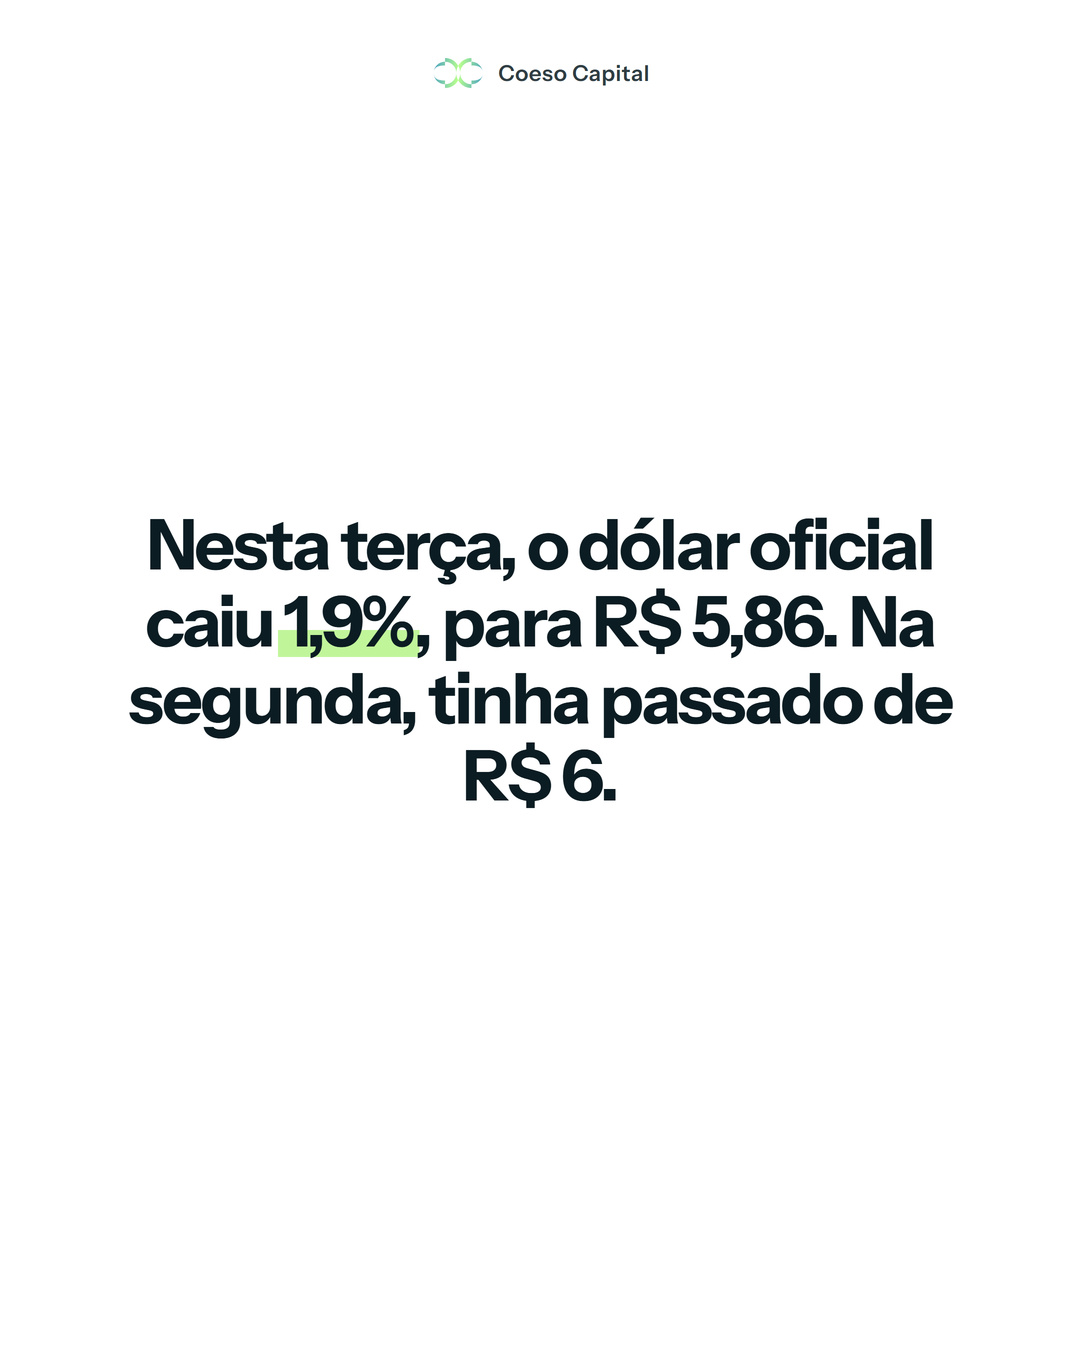 Coeso Capital
Nesta terça, o dólar oficial
caiu 1,9%, para R$ 5,86. Na
segunda, tinha passado de
R$ 6.